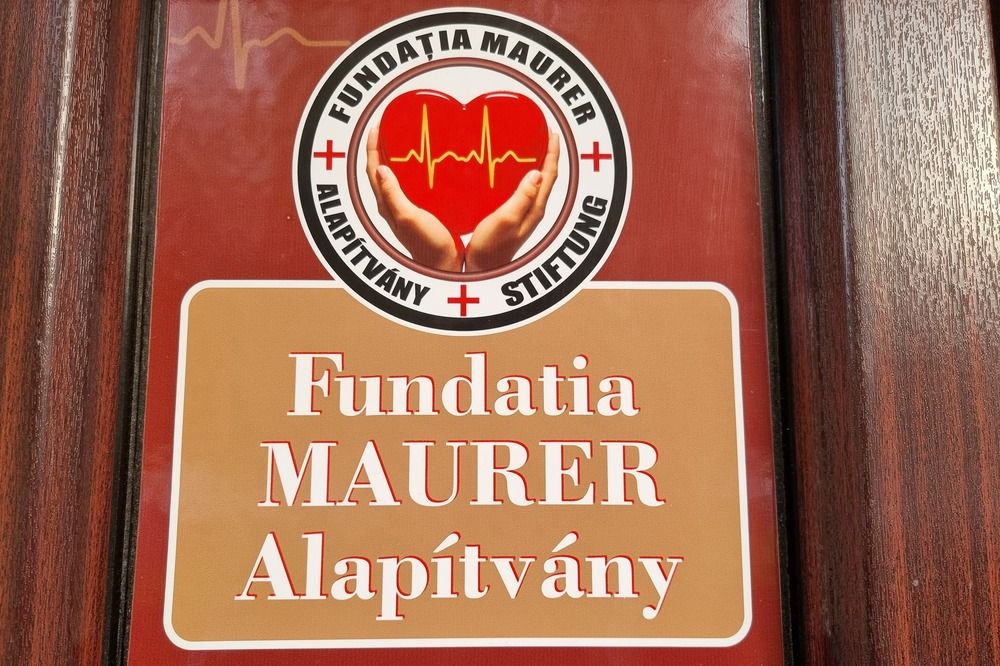 FUNDAȚIA MAURER
ALAPÍTVÁNY + STIFTUNG
Fundatia
MAURER
Alapítvány